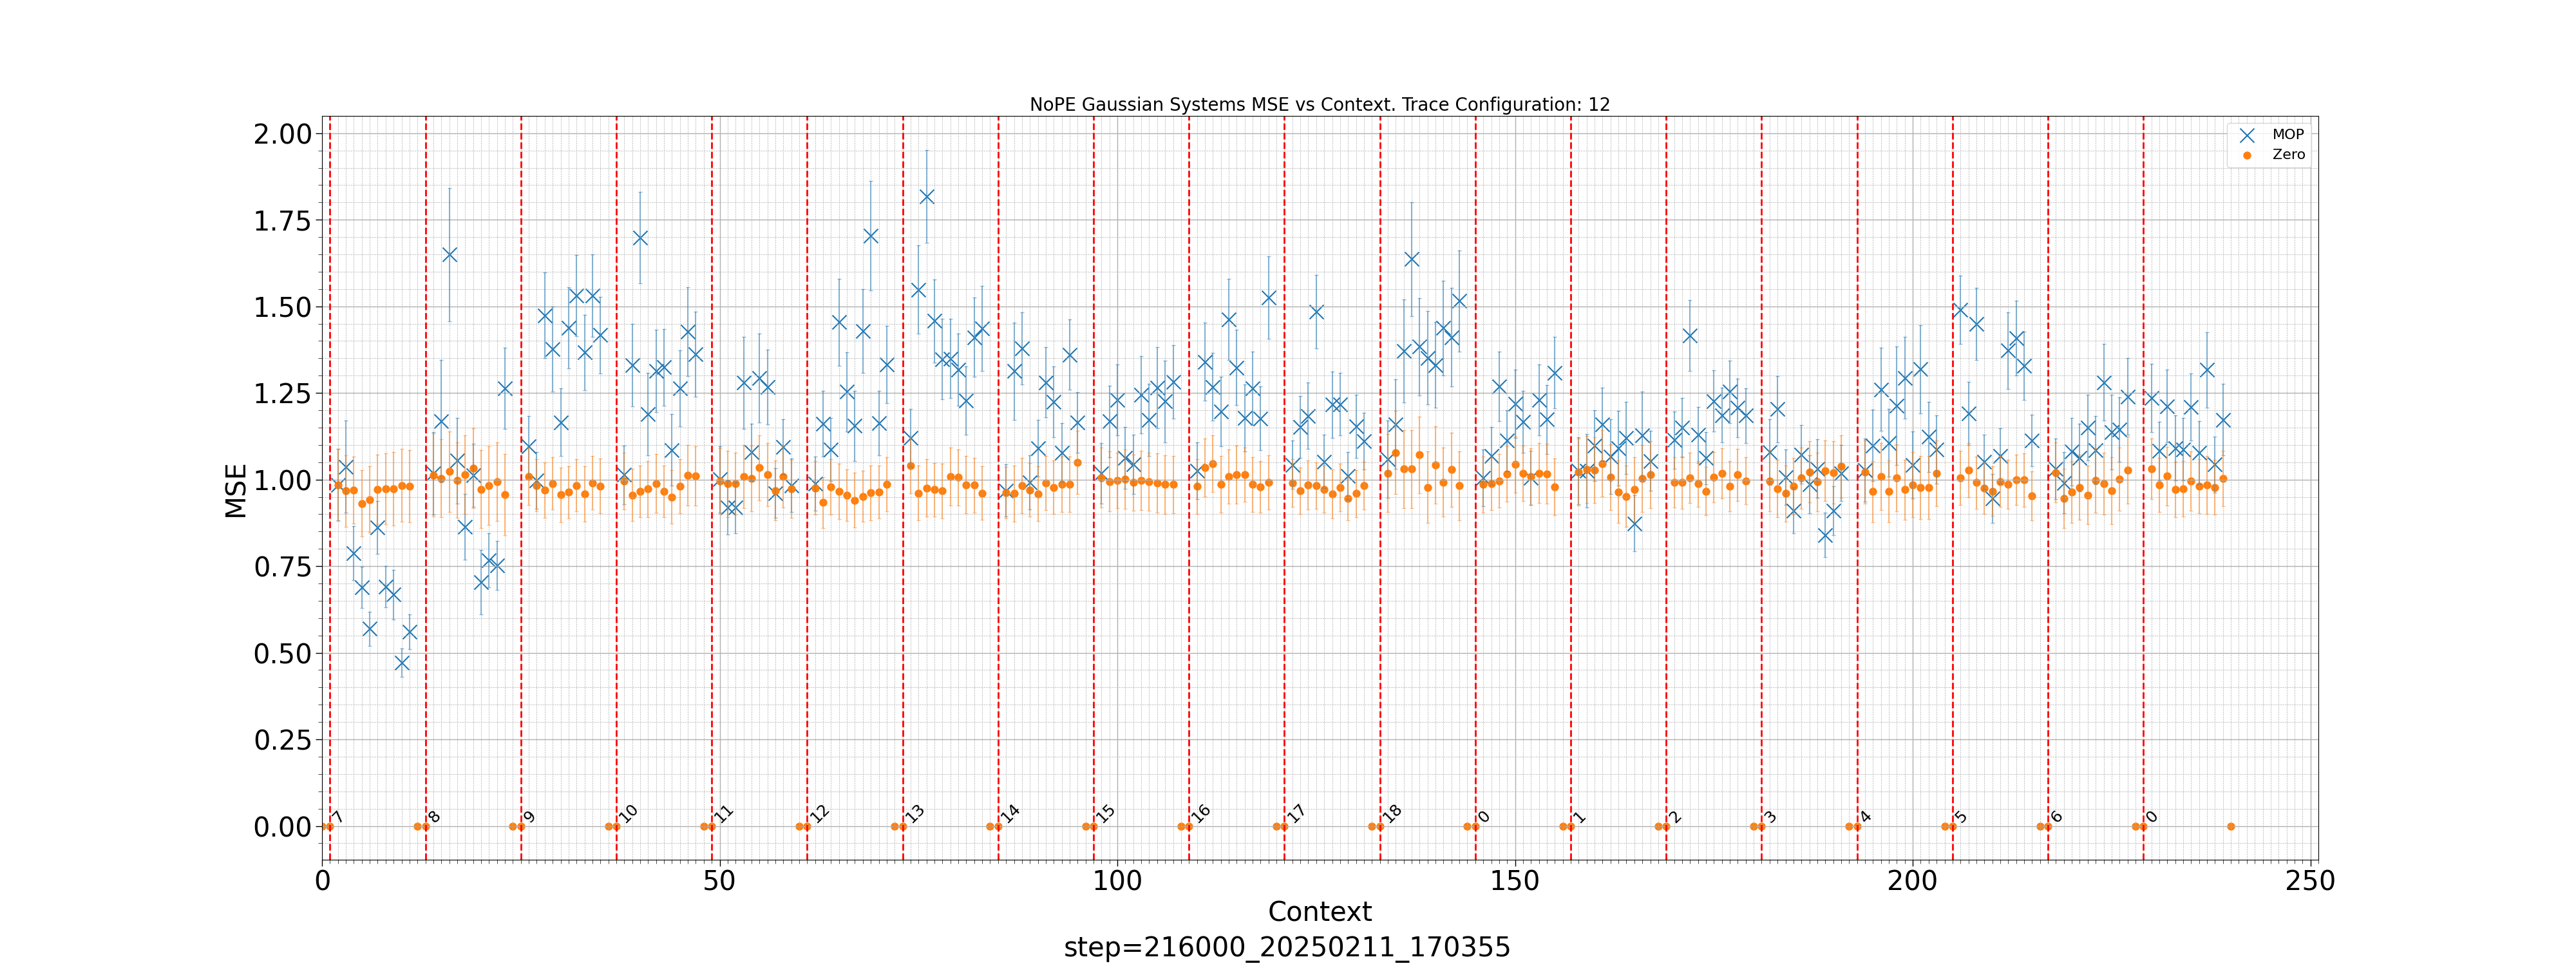 NoPE Gaussian Systems MSE vs Context. Trace Configuration: 12
MOP
Zero
2.00
1.75
1.50
1.25
1.00
0.75
0.50
0.25
0.00
MSE
7 8 9 10 11 12 13 14 15 16 17 18 0 1 2 3 4 5 6 0
0 50 100 150 200 250
Context
step=216000_20250211_170355